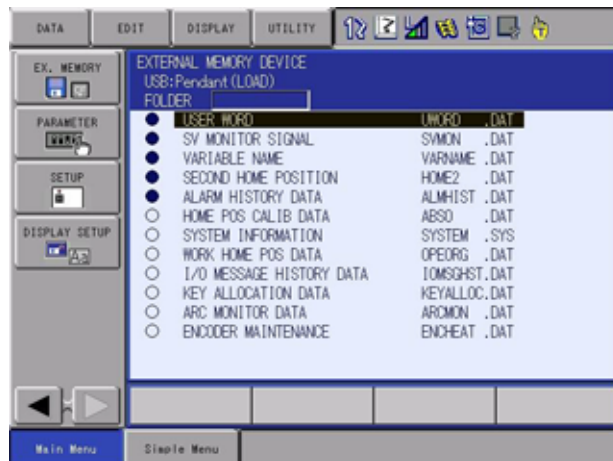 DATA EDIT DISPLAY UTILITY
EX. MEMORY
PARAMETER
SETUP
DISPLAY SETUP
EXTERNAL MEMORY DEVICE
USB:Pendant(LOAD)
FOLDER
USER WORD UWORD .DAT
SV MONITOR SIGNAL SVMON .DAT
VARIABLE NAME VARNAME .DAT
SECOND HOME POSITION HOME2 .DAT
ALARM HISTORY DATA ALMHIST .DAT
HOME POS CALIB DATA ABSO .DAT
SYSTEM INFORMATION SYSTEM .SYS
WORK HOME POS DATA OPEORG .DAT
I/O MESSAGE HISTORY DATA IOMSGHST.DAT
KEY ALLOCATION DATA KEYALLOC.DAT
ARC MONITOR DATA ARCMON .DAT
ENCODER MAINTENANCE ENCHEAT .DAT
Main Menu Simple Menu